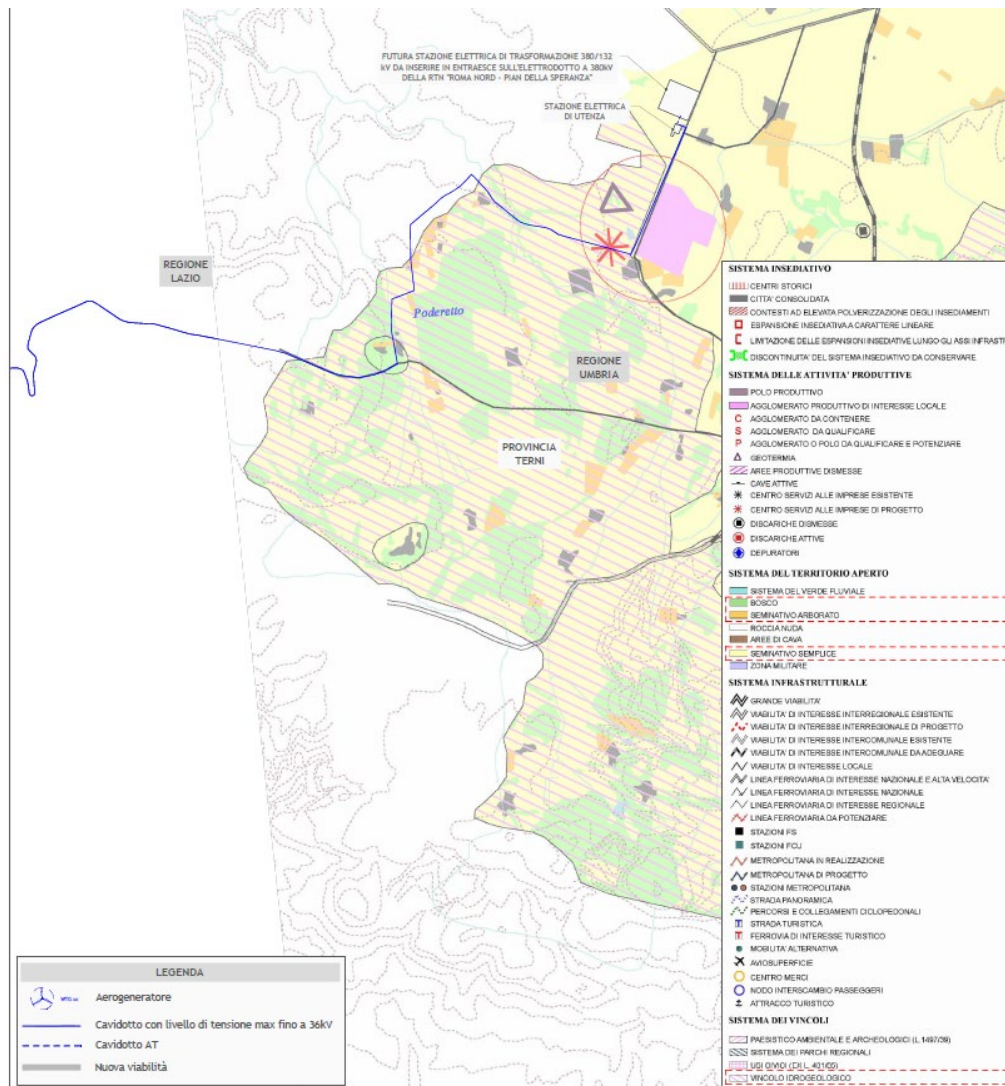 FUTURA STAZIONE ELETTRICA DI TRASFORMAZIONE 380/132
kV DA INSERIRE IN ENTRAESCE SULL'ELETTRODOTTO A 380kV
DELLA RTN "ROMA NORD - PIAN DELLA SPERANZA"
STAZIONE ELETTRICA
DI UTENZA
REGIONE
LAZIO
Poderetto
REGIONE
UMBRIA
PROVINCIA
TERNI
SISTEMA INSEDIATIVO
CENTRI STORICI
CITTA' CONSOLIDATA
CONTESTI AD ELEVATA POLVERIZZAZIONE DEGLI INSEDIAMENTI
ESPANSIONE INSEDIATIVA A CARATTERE LINEARE
LIMITAZIONE DELLE ESPANSIONI INSEDIATIVE LUNGO GLI ASSI INFRASTR
DISCONTINUITA' DEL SISTEMA INSEDIATIVO DA CONSERVARE
SISTEMA DELLE ATTIVITA' PRODUTTIVE
POLO PRODUTTIVO
AGGLOMERATO PRODUTTIVO DI INTERESSE LOCALE
C AGGLOMERATO DA CONTENERE
S AGGLOMERATO DA QUALIFICARE
P AGGLOMERATO O POLO DA QUALIFICARE E POTENZIARE
GEOTERMIA
AREE PRODUTTIVE DISMESSE
CAVE ATTIVE
CENTRO SERVIZI ALLE IMPRESE ESISTENTE
CENTRO SERVIZI ALLE IMPRESE DI PROGETTO
DISCARICHE DISMESSE
DISCARICHE ATTIVE
DEPURATORI
SISTEMA DEL TERRITORIO APERTO
SISTEMA DEL VERDE FLUVIALE
BOSCO
SEMINATIVO ARBORATO
ROCCIA NUDA
AREE DI CAVA
SEMINATIVO SEMPLICE
ZONA MILITARE
SISTEMA INFRASTRUTTURALE
GRANDE VIABILITA'
VIABILITA' DI INTERESSE INTERREGIONALE ESISTENTE
VIABILITA' DI INTERESSE INTERREGIONALE DI PROGETTO
VIABILITA' DI INTERESSE INTERCOMUNALE ESISTENTE
VIABILITA' DI INTERESSE INTERCOMUNALE DA ADEGUARE
VIABILITA' DI INTERESSE LOCALE
LINEA FERROVIARIA DI INTERESSE NAZIONALE E ALTA VELOCITA'
LINEA FERROVIARIA DI INTERESSE NAZIONALE
LINEA FERROVIARIA DI INTERESSE REGIONALE
LINEA FERROVIARIA DA POTENZIARE
STAZIONI FS
STAZIONI FCU
METROPOLITANA IN REALIZZAZIONE
METROPOLITANA DI PROGETTO
STAZIONI METROPOLITANA
STRADA PANORAMICA
PERCORSI E COLLEGAMENTI CICLOPEDONALI
T STRADA TURISTICA
T FERROVIA DI INTERESSE TURISTICO
MOBILITA' ALTERNATIVA
AVIOSUPERFICIE
CENTRO MERCI
NODO INTERSCAMBIO PASSEGGERI
ATTRACCO TURISTICO
SISTEMA DEI VINCOLI
PAESISTICO AMBIENTALE E ARCHEOLOGICI (L.1497/39)
SISTEMA DEI PARCHI REGIONALI
USI CIVICI
VINCOLO IDROGEOLOGICO
LEGENDA
Aerogeneratore
Cavidotto con livello di tensione max fino a 36kV
Cavidotto AT
Nuova viabilità